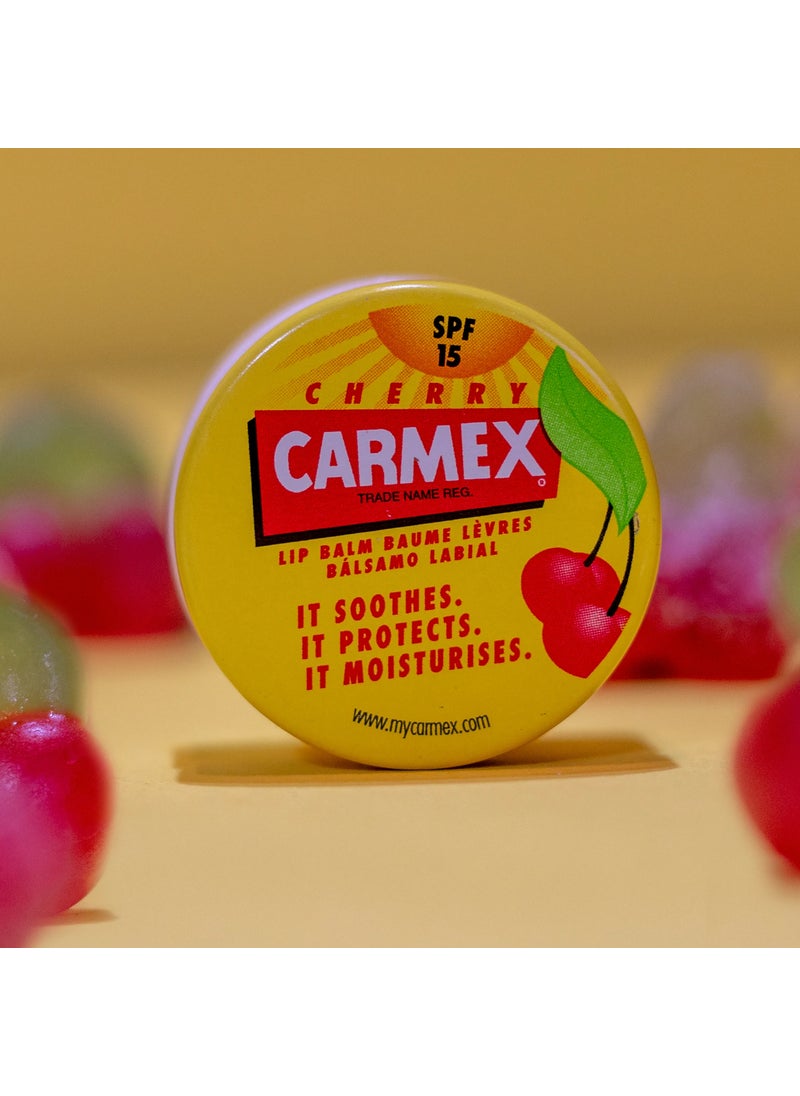 SPF
15
CHERRY
CARMEX
TRADE NAME REG.
LIP BALM BAUME LÈVRES
BÁLSAMO LABIAL
IT SOOTHES.
IT PROTECTS.
IT MOISTURISES.
www.mycarmex.com